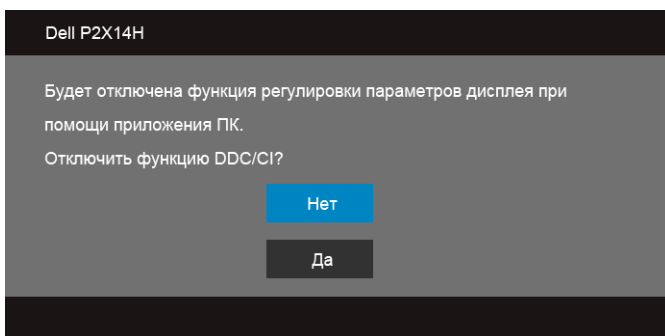 Dell P2X14H
Будет отключена функция регулировки параметров дисплея при
помощи приложения ПК.
Отключить функцию DDC/CI?
Нет
Да